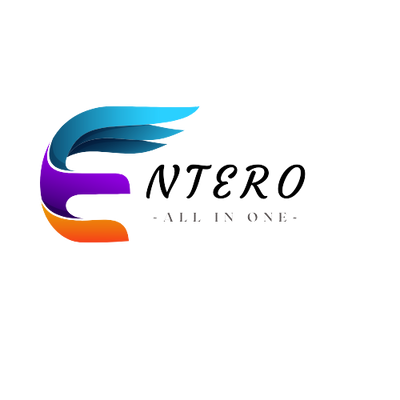 ENTERO
-ALL IN ONE-